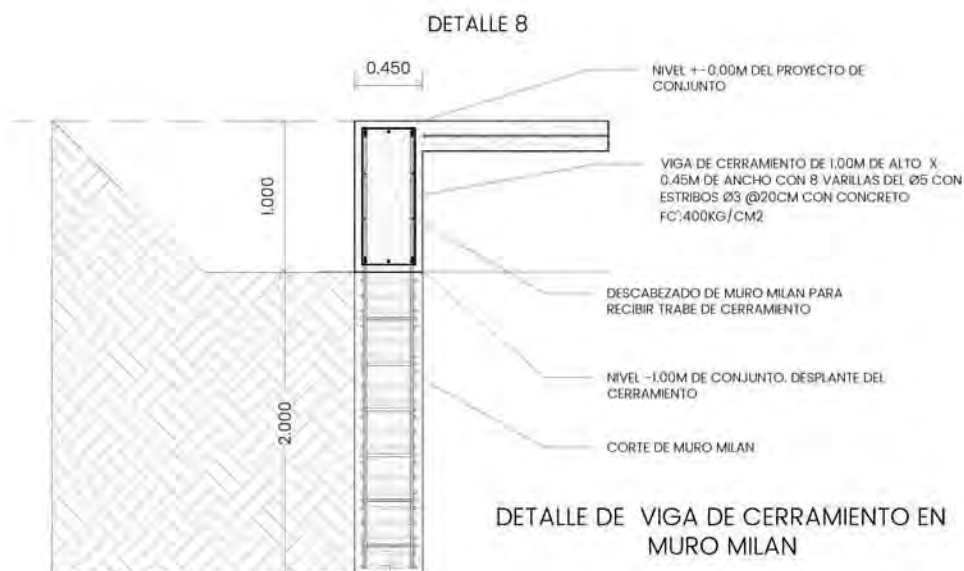 DETALLE 8
0.450
NIVEL +-0.00M DEL PROYECTO DE
CONJUNTO
1.000
VIGA DE CERRAMIENTO DE 1.00M DE ALTO X
0.45M DE ANCHO CON 8 VARILLAS DEL Ø5 CON
ESTRIBOS Ø3 @20CM CON CONCRETO
FC':400KG/CM2
DESCABEZADO DE MURO MILAN PARA
RECIBIR TRABE DE CERRAMIENTO
NIVEL -1.00M DE CONJUNTO. DESPLANTE DEL
CERRAMIENTO
2.000
CORTE DE MURO MILAN
DETALLE DE VIGA DE CERRAMIENTO EN
MURO MILAN